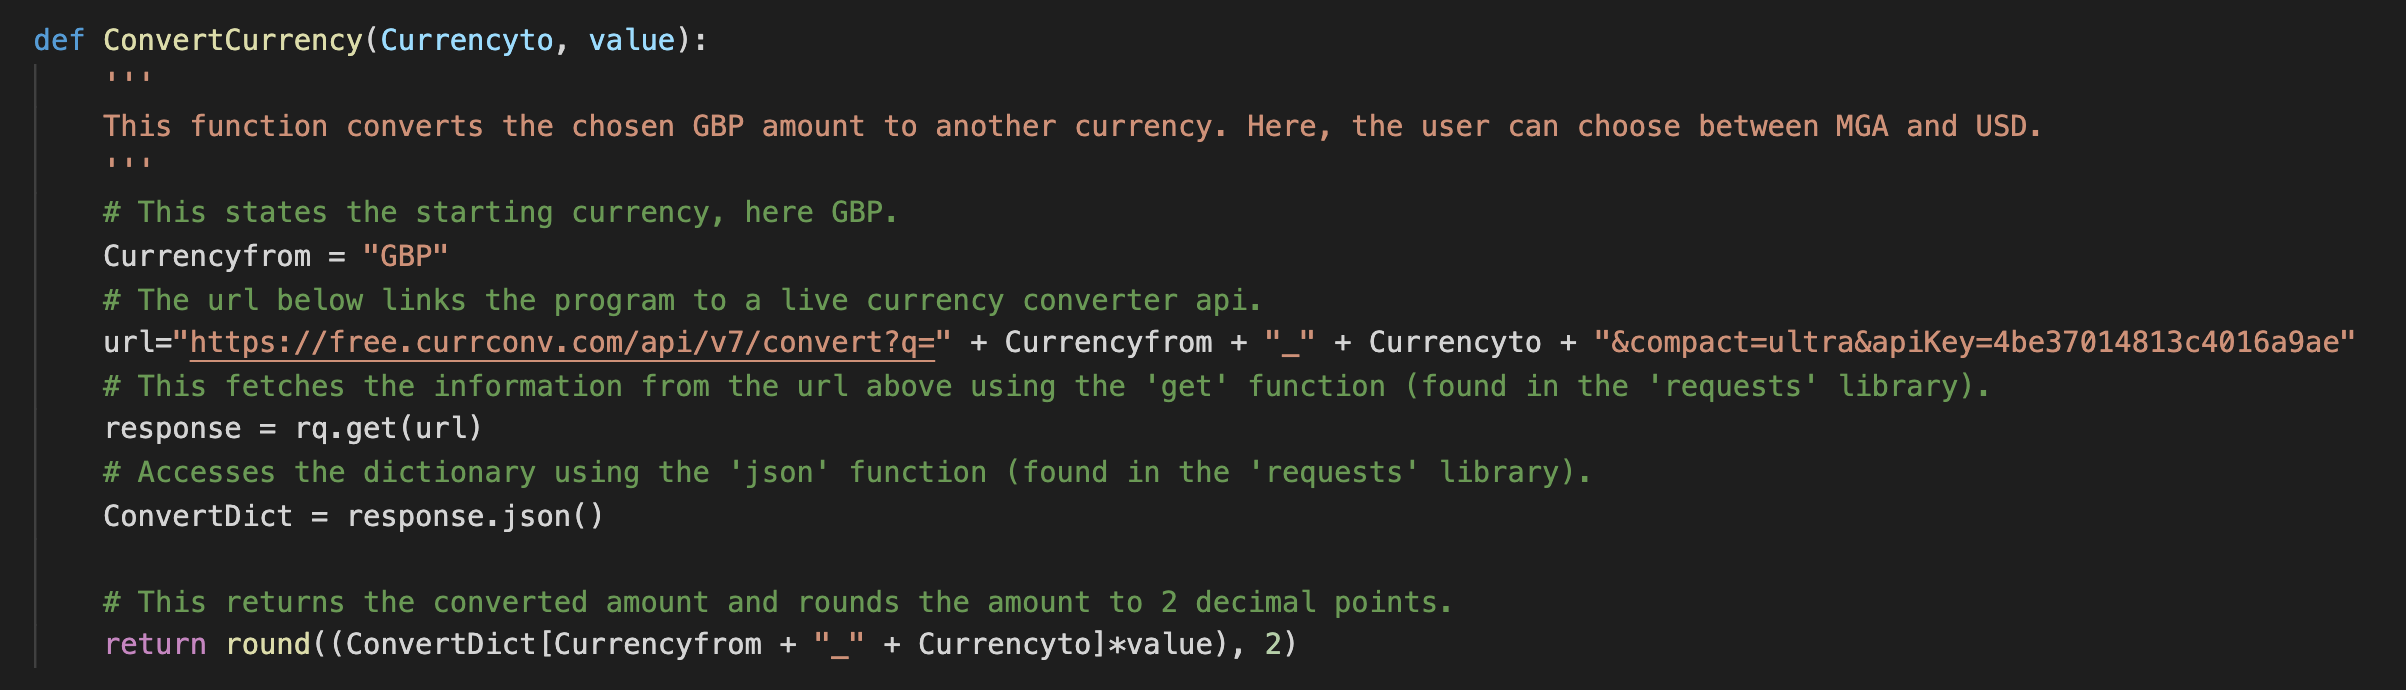 def ConvertCurrency(Currencyto, value):
'''
This function converts the chosen GBP amount to another currency. Here, the user can choose between MGA and USD.
'''
# This states the starting currency, here GBP.
Currencyfrom = "GBP"
# The url below links the program to a live currency converter api.
url="https://free.currconv.com/api/v7/convert?q=" + Currencyfrom + "_" + Currencyto + "&compact=ultra&apiKey=4be37014813c4016a9ae"
# This fetches the information from the url above using the 'get' function (found in the 'requests' library).
response = rq.get(url)
# Accesses the dictionary using the 'json' function (found in the 'requests' library).
ConvertDict = response.json()
# This returns the converted amount and rounds the amount to 2 decimal points.
return round((ConvertDict[Currencyfrom + "_" + Currencyto]*value), 2)